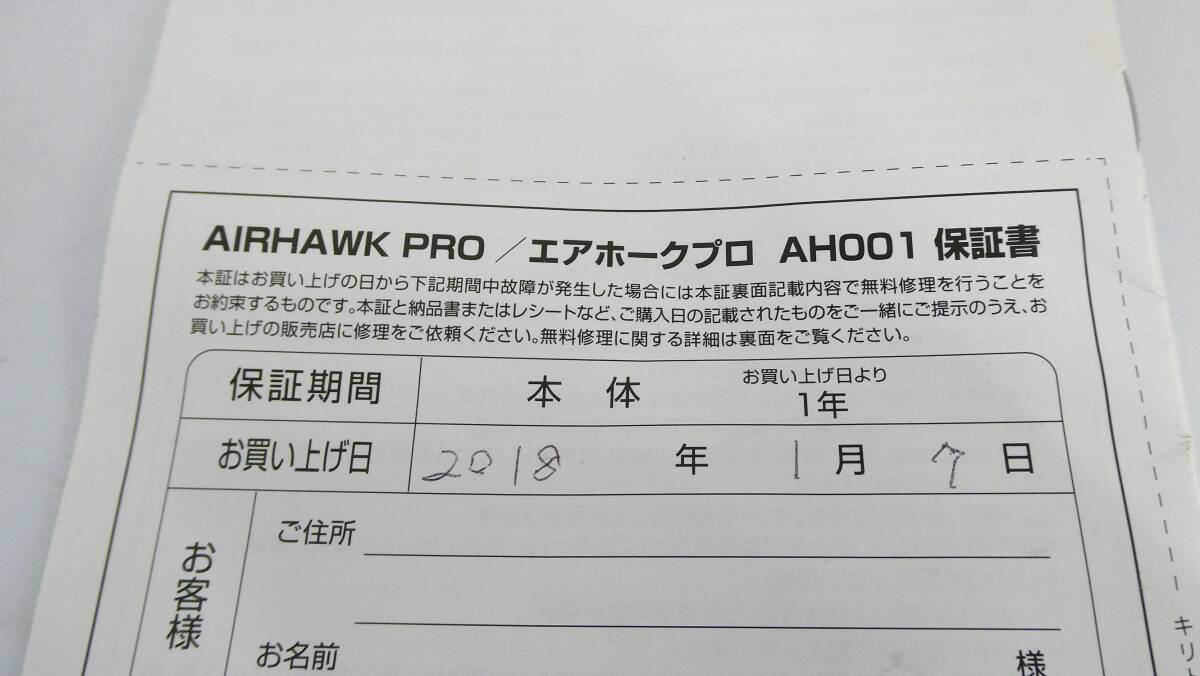 AIRHAWK PRO／エアホークプロ AH001 保証書
本証はお買い上げの日から下記期間中故障が発生した場合には本証裏面記載内容で無料修理を行うことを
お約束するものです。本証と納品書またはレシートなど、ご購入日の記載されたものをご一緒にご提示のうえ、お
買い上げの販売店に修理をご依頼ください。無料修理に関する詳細は裏面をご覧ください。
保証期間 本体 お買い上げ日より
1年
お買い上げ日 2018 年 1 月 7 日
お客様
ご住所
お名前 様
キリ